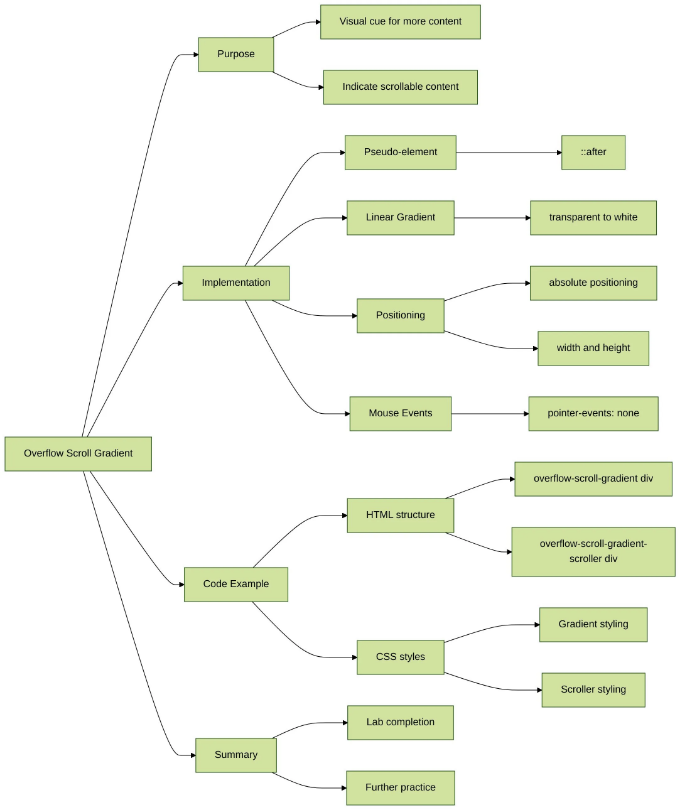 Visual cue for more content
Purpose
Indicate scrollable content
Pseudo-element
::after
Linear Gradient
transparent to white
Implementation
absolute positioning
Positioning
width and height
Mouse Events
pointer-events: none
Overflow Scroll Gradient
overflow-scroll-gradient div
HTML structure
overflow-scroll-gradient-
scroller div
Code Example
Gradient styling
CSS styles
Scroller styling
Lab completion
Summary
Further practice